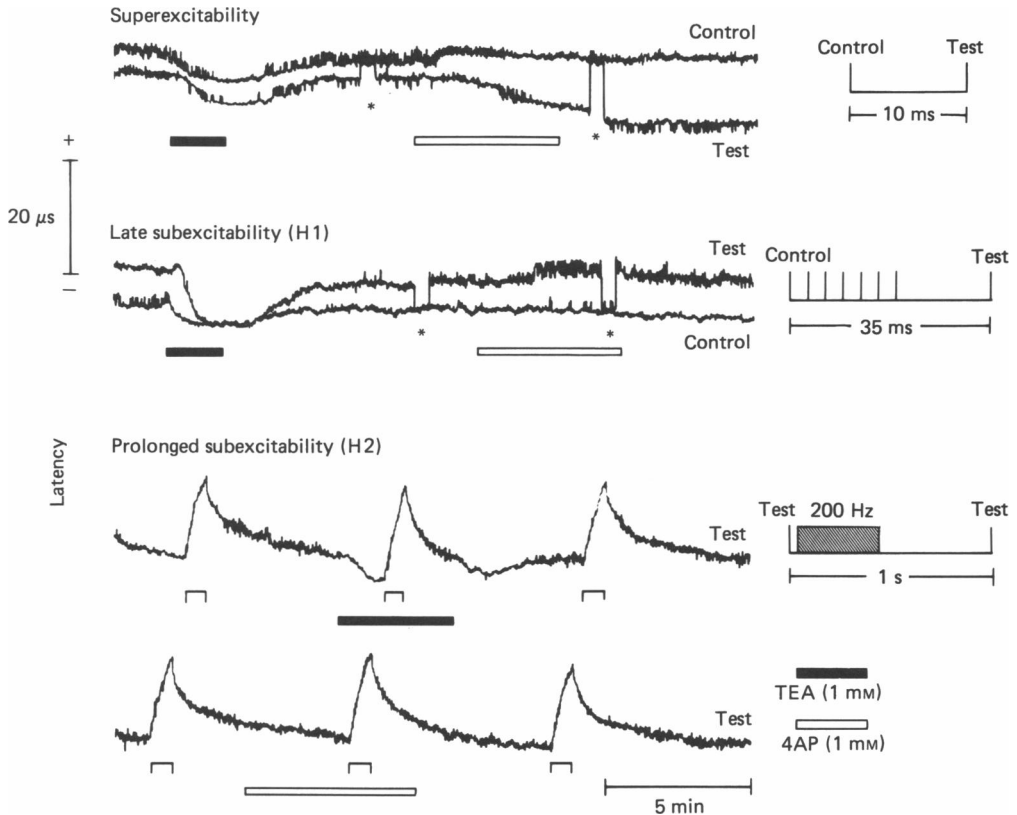 Superexcitability
Control
*
*
Test
Control Test
10 ms
+
20 μs
−
Late subexcitability (H1)
Test
*
*
Control
Control
Test
35 ms
Latency
Prolonged subexcitability (H2)
Test
Test 200 Hz Test
1 s
Test
TEA (1 mM)
4AP (1 mM)
5 min